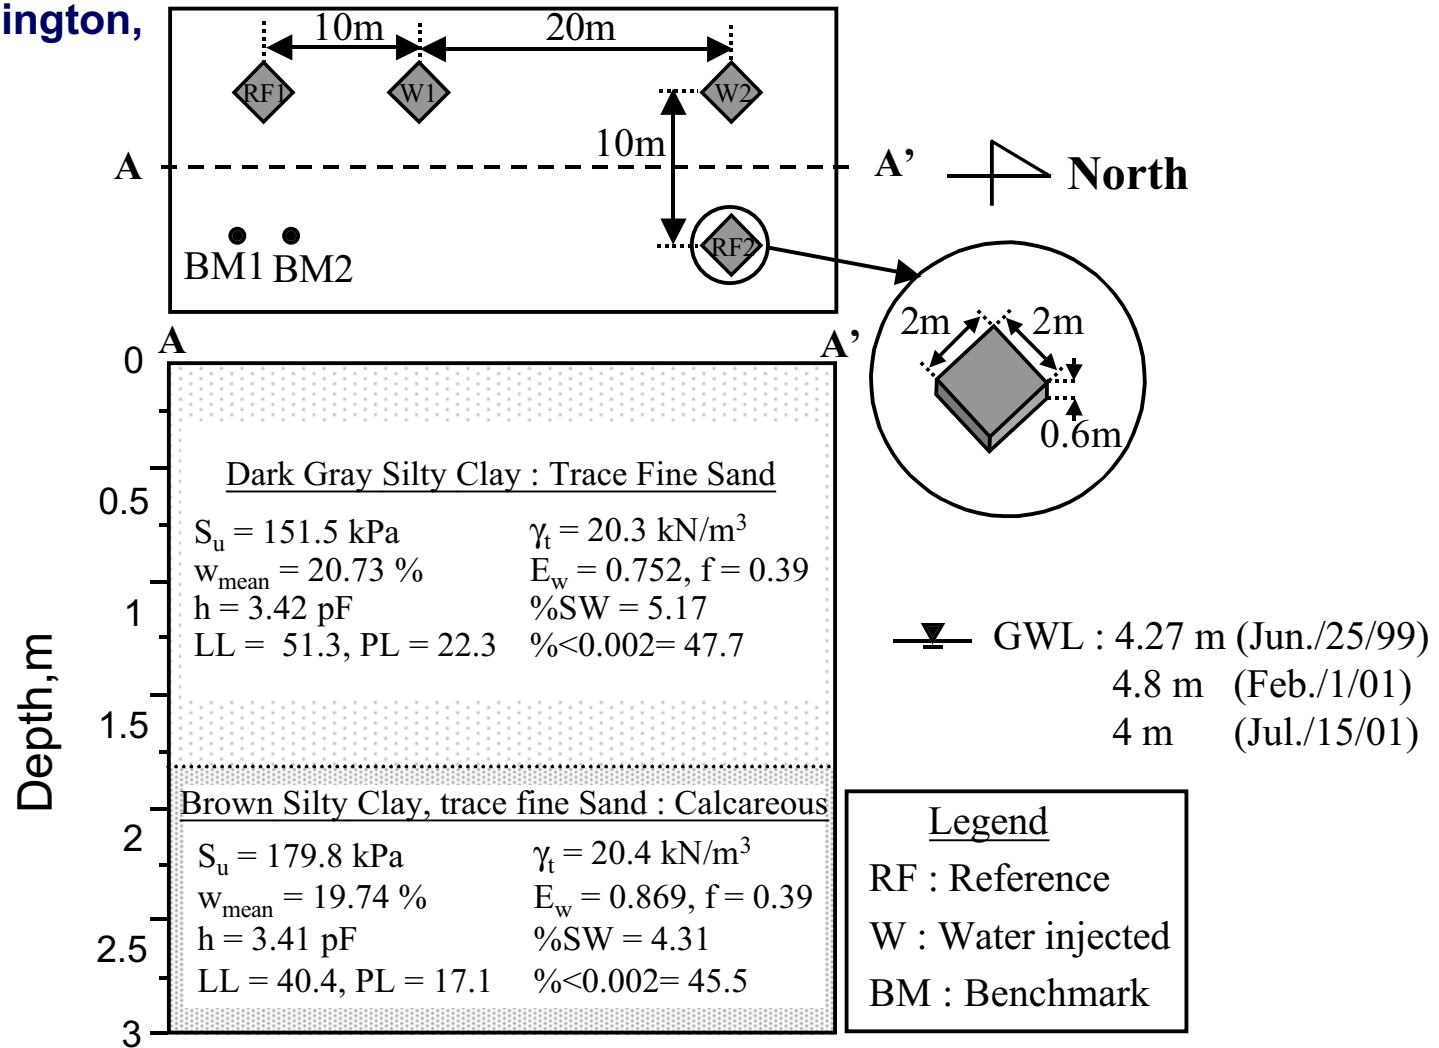 ington,
10m
20m
RF1
W1
W2
10m
A
A’
North
BM1
BM2
RF2
2m
2m
0.6m
A
A’
0
0.5
1
1.5
2
2.5
3
Depth,m
Dark Gray Silty Clay : Trace Fine Sand
Su = 151.5 kPa
γt = 20.3 kN/m3
wmean = 20.73 %
Ew = 0.752, f = 0.39
h = 3.42 pF
%SW = 5.17
LL = 51.3, PL = 22.3
%<0.002= 47.7
GWL : 4.27 m (Jun./25/99)
4.8 m (Feb./1/01)
4 m (Jul./15/01)
Brown Silty Clay, trace fine Sand : Calcareous
Su = 179.8 kPa
γt = 20.4 kN/m3
wmean = 19.74 %
Ew = 0.869, f = 0.39
h = 3.41 pF
%SW = 4.31
LL = 40.4, PL = 17.1
%<0.002= 45.5
Legend
RF : Reference
W : Water injected
BM : Benchmark